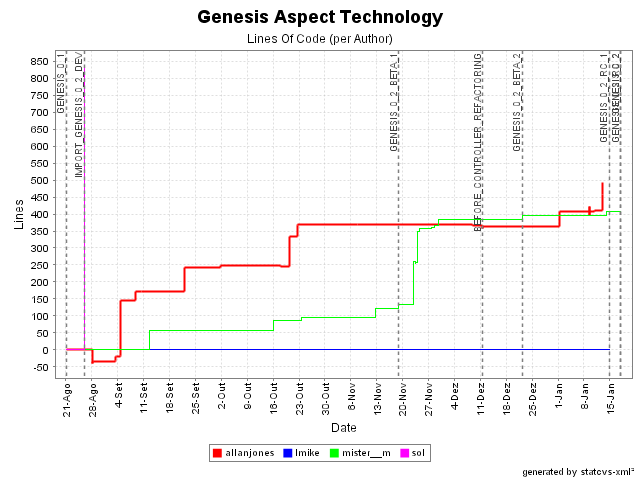 Genesis Aspect Technology
Lines Of Code (per Author)
850
800
750
700
650
600
550
500
450
400
350
300
250
200
150
100
50
0
-50
Lines
GENESIS_0_1
IMPORT_GENESIS_0_2_DEV
GENESIS_0_2_BETA_1
BEFORE_CONTROLLER_REFACTORING
GENESIS_0_2_BETA_2
GENESIS_0_2_RC_1
21-Ago
28-Ago
4-Set
11-Set
18-Set
25-Set
2-Out
9-Out
16-Out
23-Out
30-Out
6-Nov
13-Nov
20-Nov
27-Nov
4-Dez
11-Dez
18-Dez
25-Dez
1-Jan
8-Jan
15-Jan
Date
allanjones lmike mister__m sol
generated by statcvs-xml²